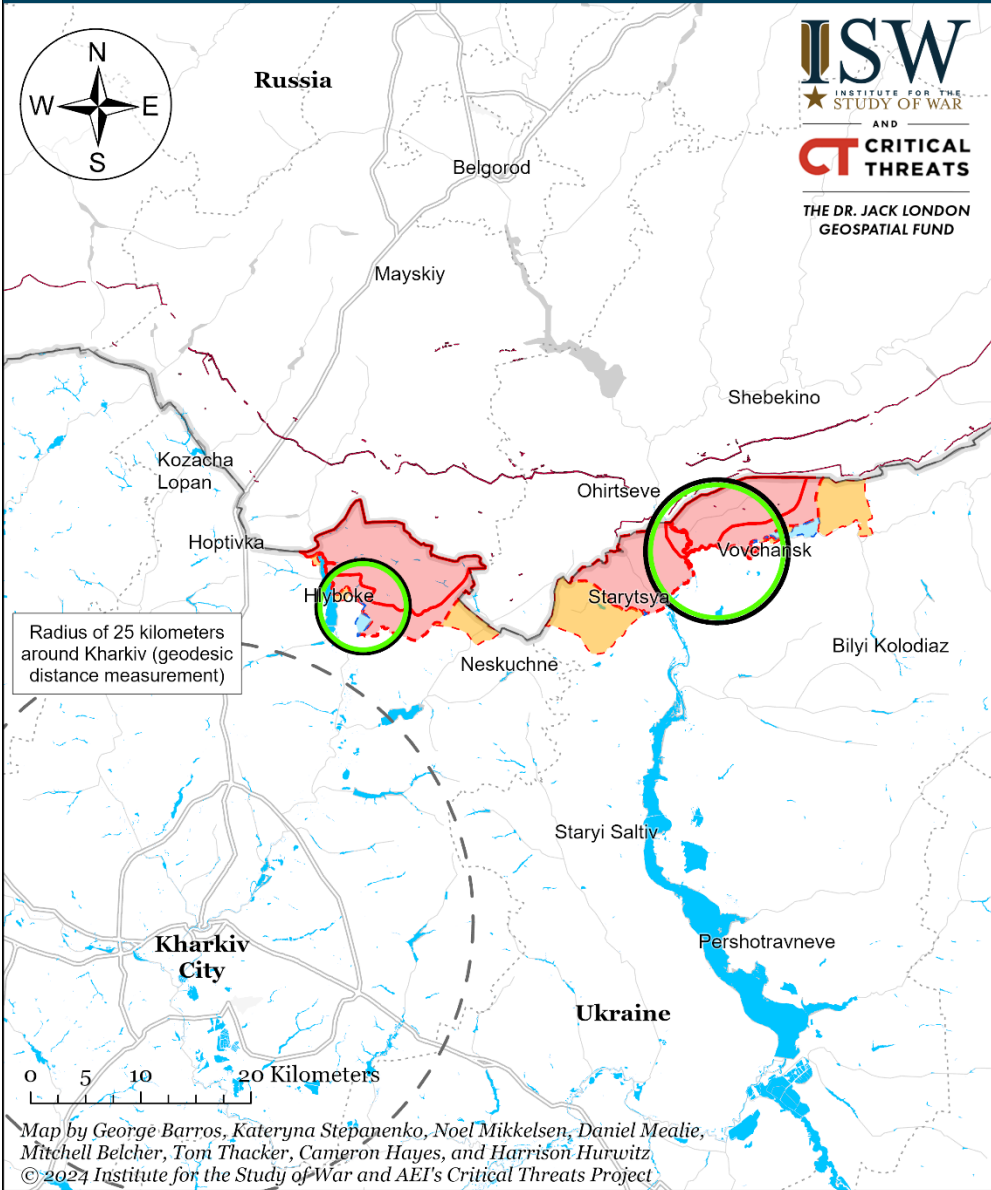 N
W E
S
Russia
ISW
INSTITUTE FOR THE
STUDY OF WAR
AND
CT CRITICAL
THREATS
THE DR. JACK LONDON
GEOSPATIAL FUND
Belgorod
Mayskiy
Shebekino
Kozacha
Lopan
Ohirtseve
Hoptivka
Vovchansk
Hlyboke
Starytsya
Radius of 25 kilometers
around Kharkiv (geodesic
distance measurement)
Neskuchne
Bilyi Kolodiaz
Staryi Saltiv
Kharkiv
City
Pershotravneve
Ukraine
0 5 10 20 Kilometers
Map by George Barros, Kateryna Stepanenko, Noel Mikkelsen, Daniel Mealie,
Mitchell Belcher, Tom Thacker, Cameron Hayes, and Harrison Hurwitz
© 2024 Institute for the Study of War and AEI's Critical Threats Project